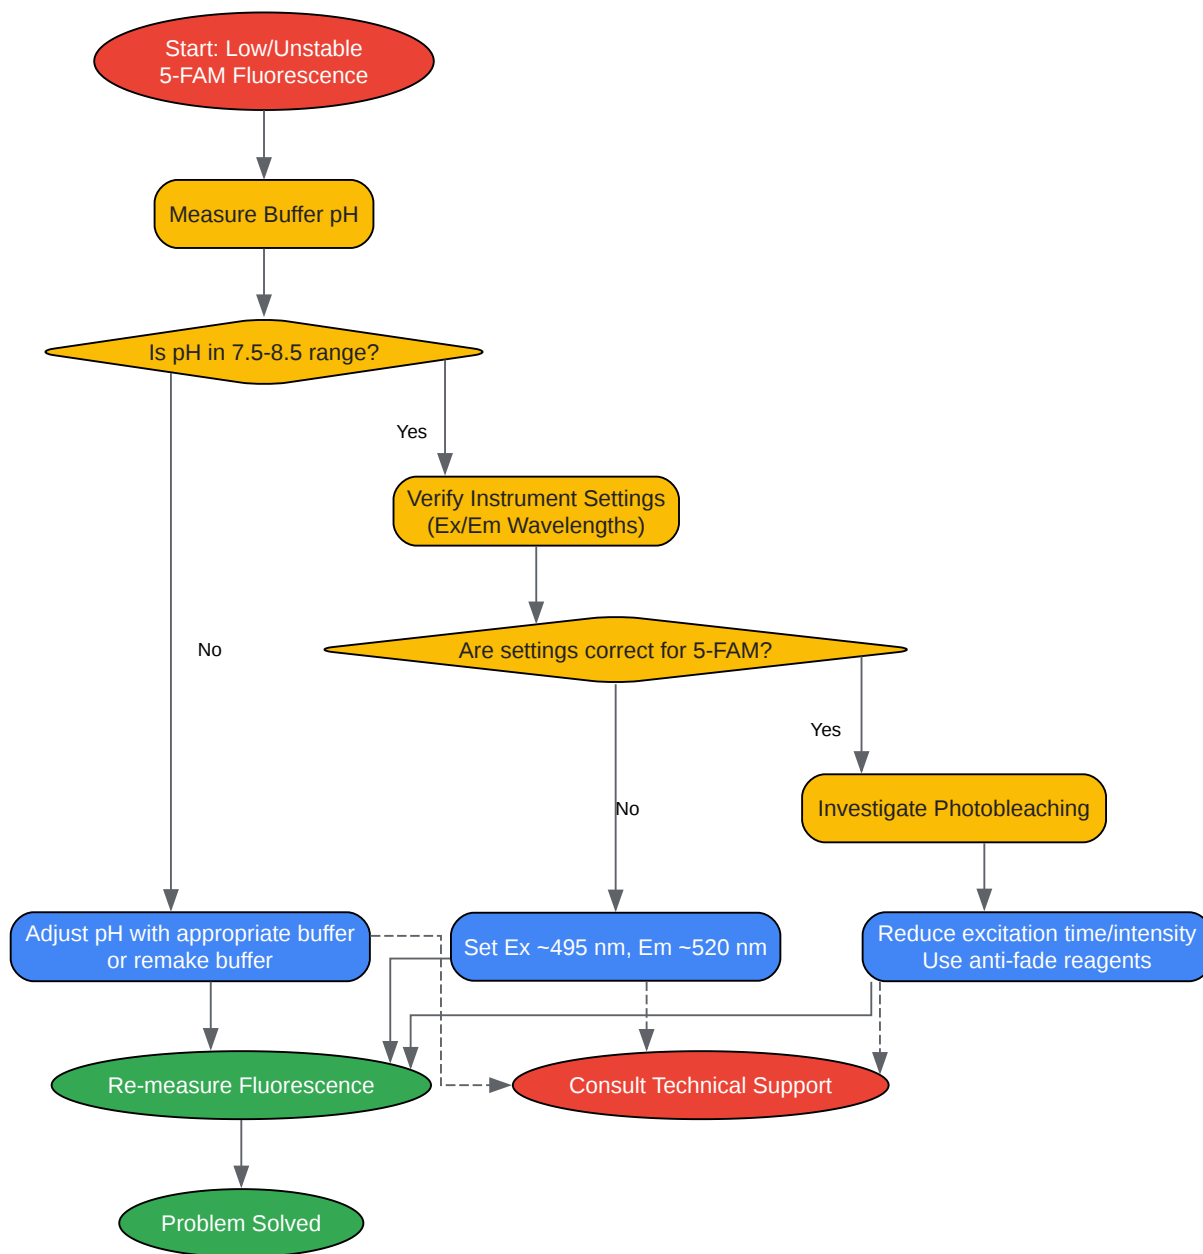 Start: Low/Unstable
5-FAM Fluorescence
Measure Buffer pH
Is pH in 7.5-8.5 range?
Yes
Verify Instrument Settings
(Ex/Em Wavelengths)
No
Are settings correct for 5-FAM?
Yes
No
Investigate Photobleaching
Adjust pH with appropriate buffer
or remake buffer
Set Ex ~495 nm, Em ~520 nm
Reduce excitation time/intensity
Use anti-fade reagents
Re-measure Fluorescence
Consult Technical Support
Problem Solved